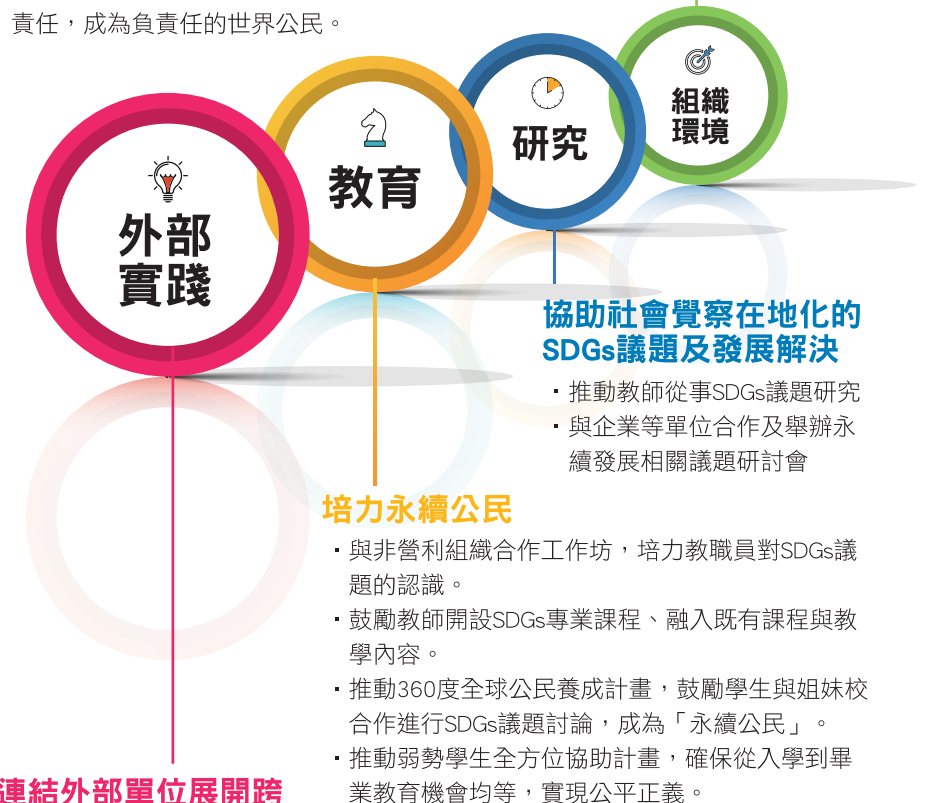 責任，成為負責任的世界公民。
組織
環境
研究
教育
外部
實踐
協助社會覺察在地化的
SDGs議題及發展解決
▪ 推動教師從事SDGs議題研究
▪ 與企業等單位合作及舉辦永
續發展相關議題研討會
培力永續公民
▪ 與非營利組織合作工作坊，培力教職員對SDGs議
題的認識。
▪ 鼓勵教師開設SDGs專業課程、融入既有課程與教
學內容。
▪ 推動360度全球公民養成計畫，鼓勵學生與姐妹校
合作進行SDGs議題討論，成為「永續公民」。
▪ 推動弱勢學生全方位協助計畫，確保從入學到畢
業教育機會均等，實現公平正義。
連結外部單位展開跨